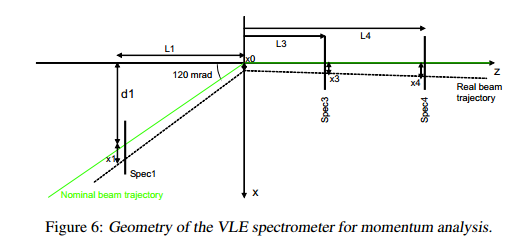 L4
L1
L3
x0
Z
120 mrad
x3
x4
Real beam
trajectory
d1
Spec3
Spec4
x1
Spec1
Nominal beam trajectory
X
Figure 6: Geometry of the VLE spectrometer for momentum analysis.